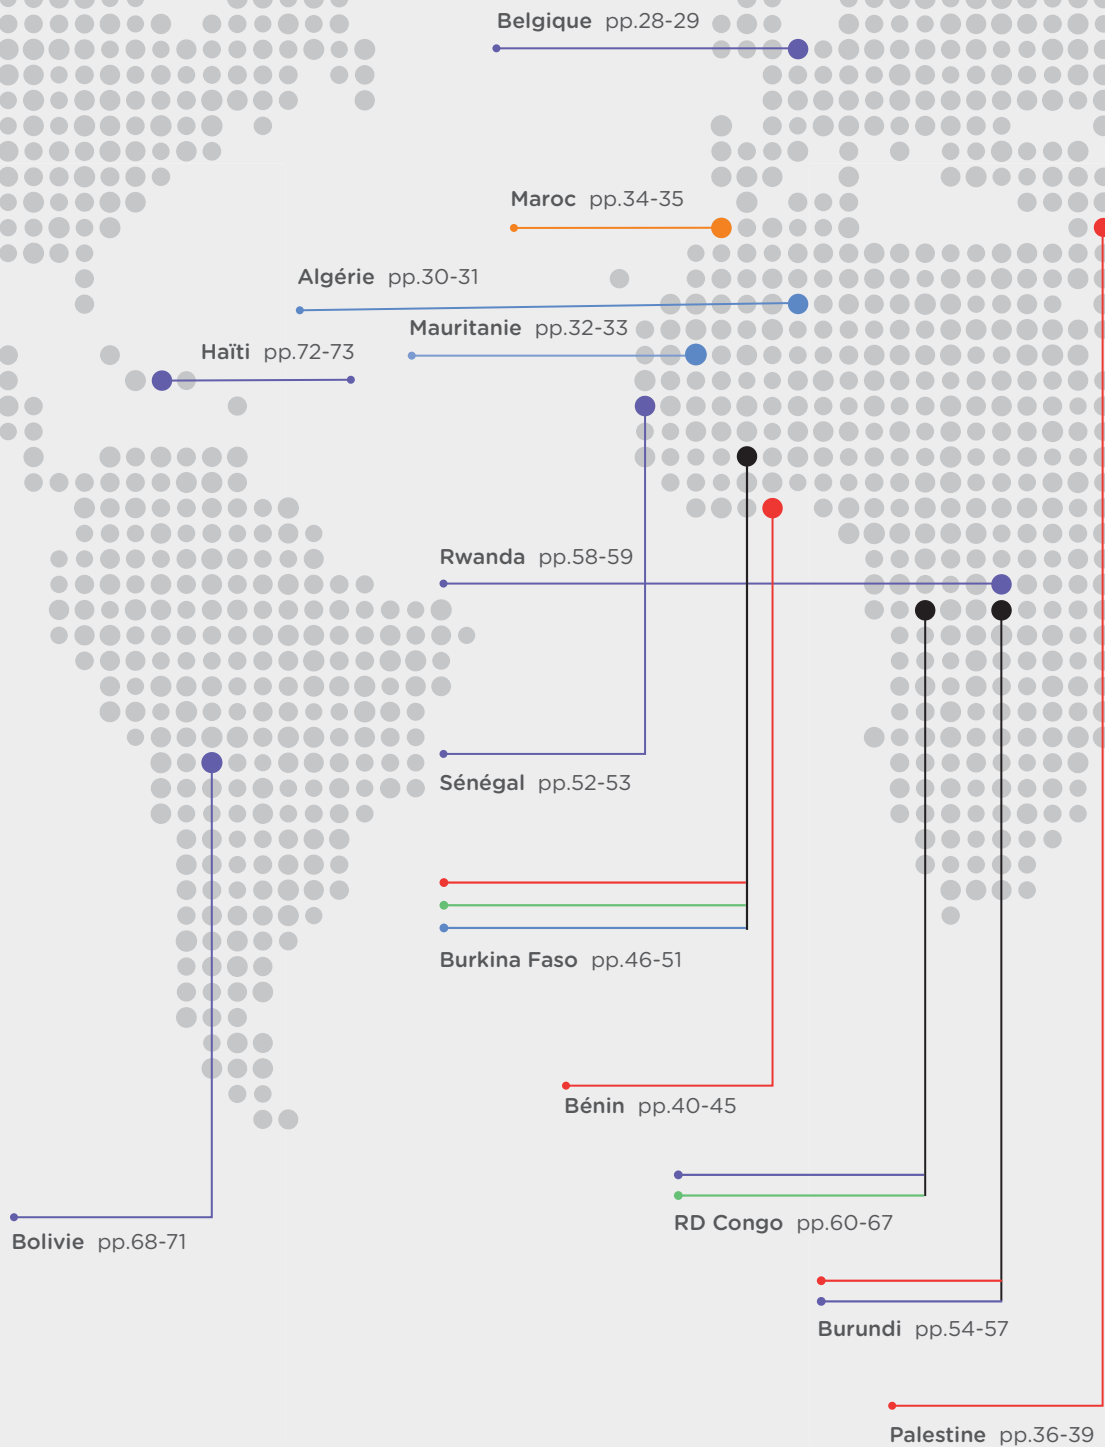 Belgique pp.28-29
Maroc pp.34-35
Algérie pp.30-31
Mauritanie pp.32-33
Haïti pp.72-73
Rwanda pp.58-59
Sénégal pp.52-53
Burkina Faso pp.46-51
Bénin pp.40-45
RD Congo pp.60-67
Bolivie pp.68-71
Burundi pp.54-57
Palestine pp.36-39